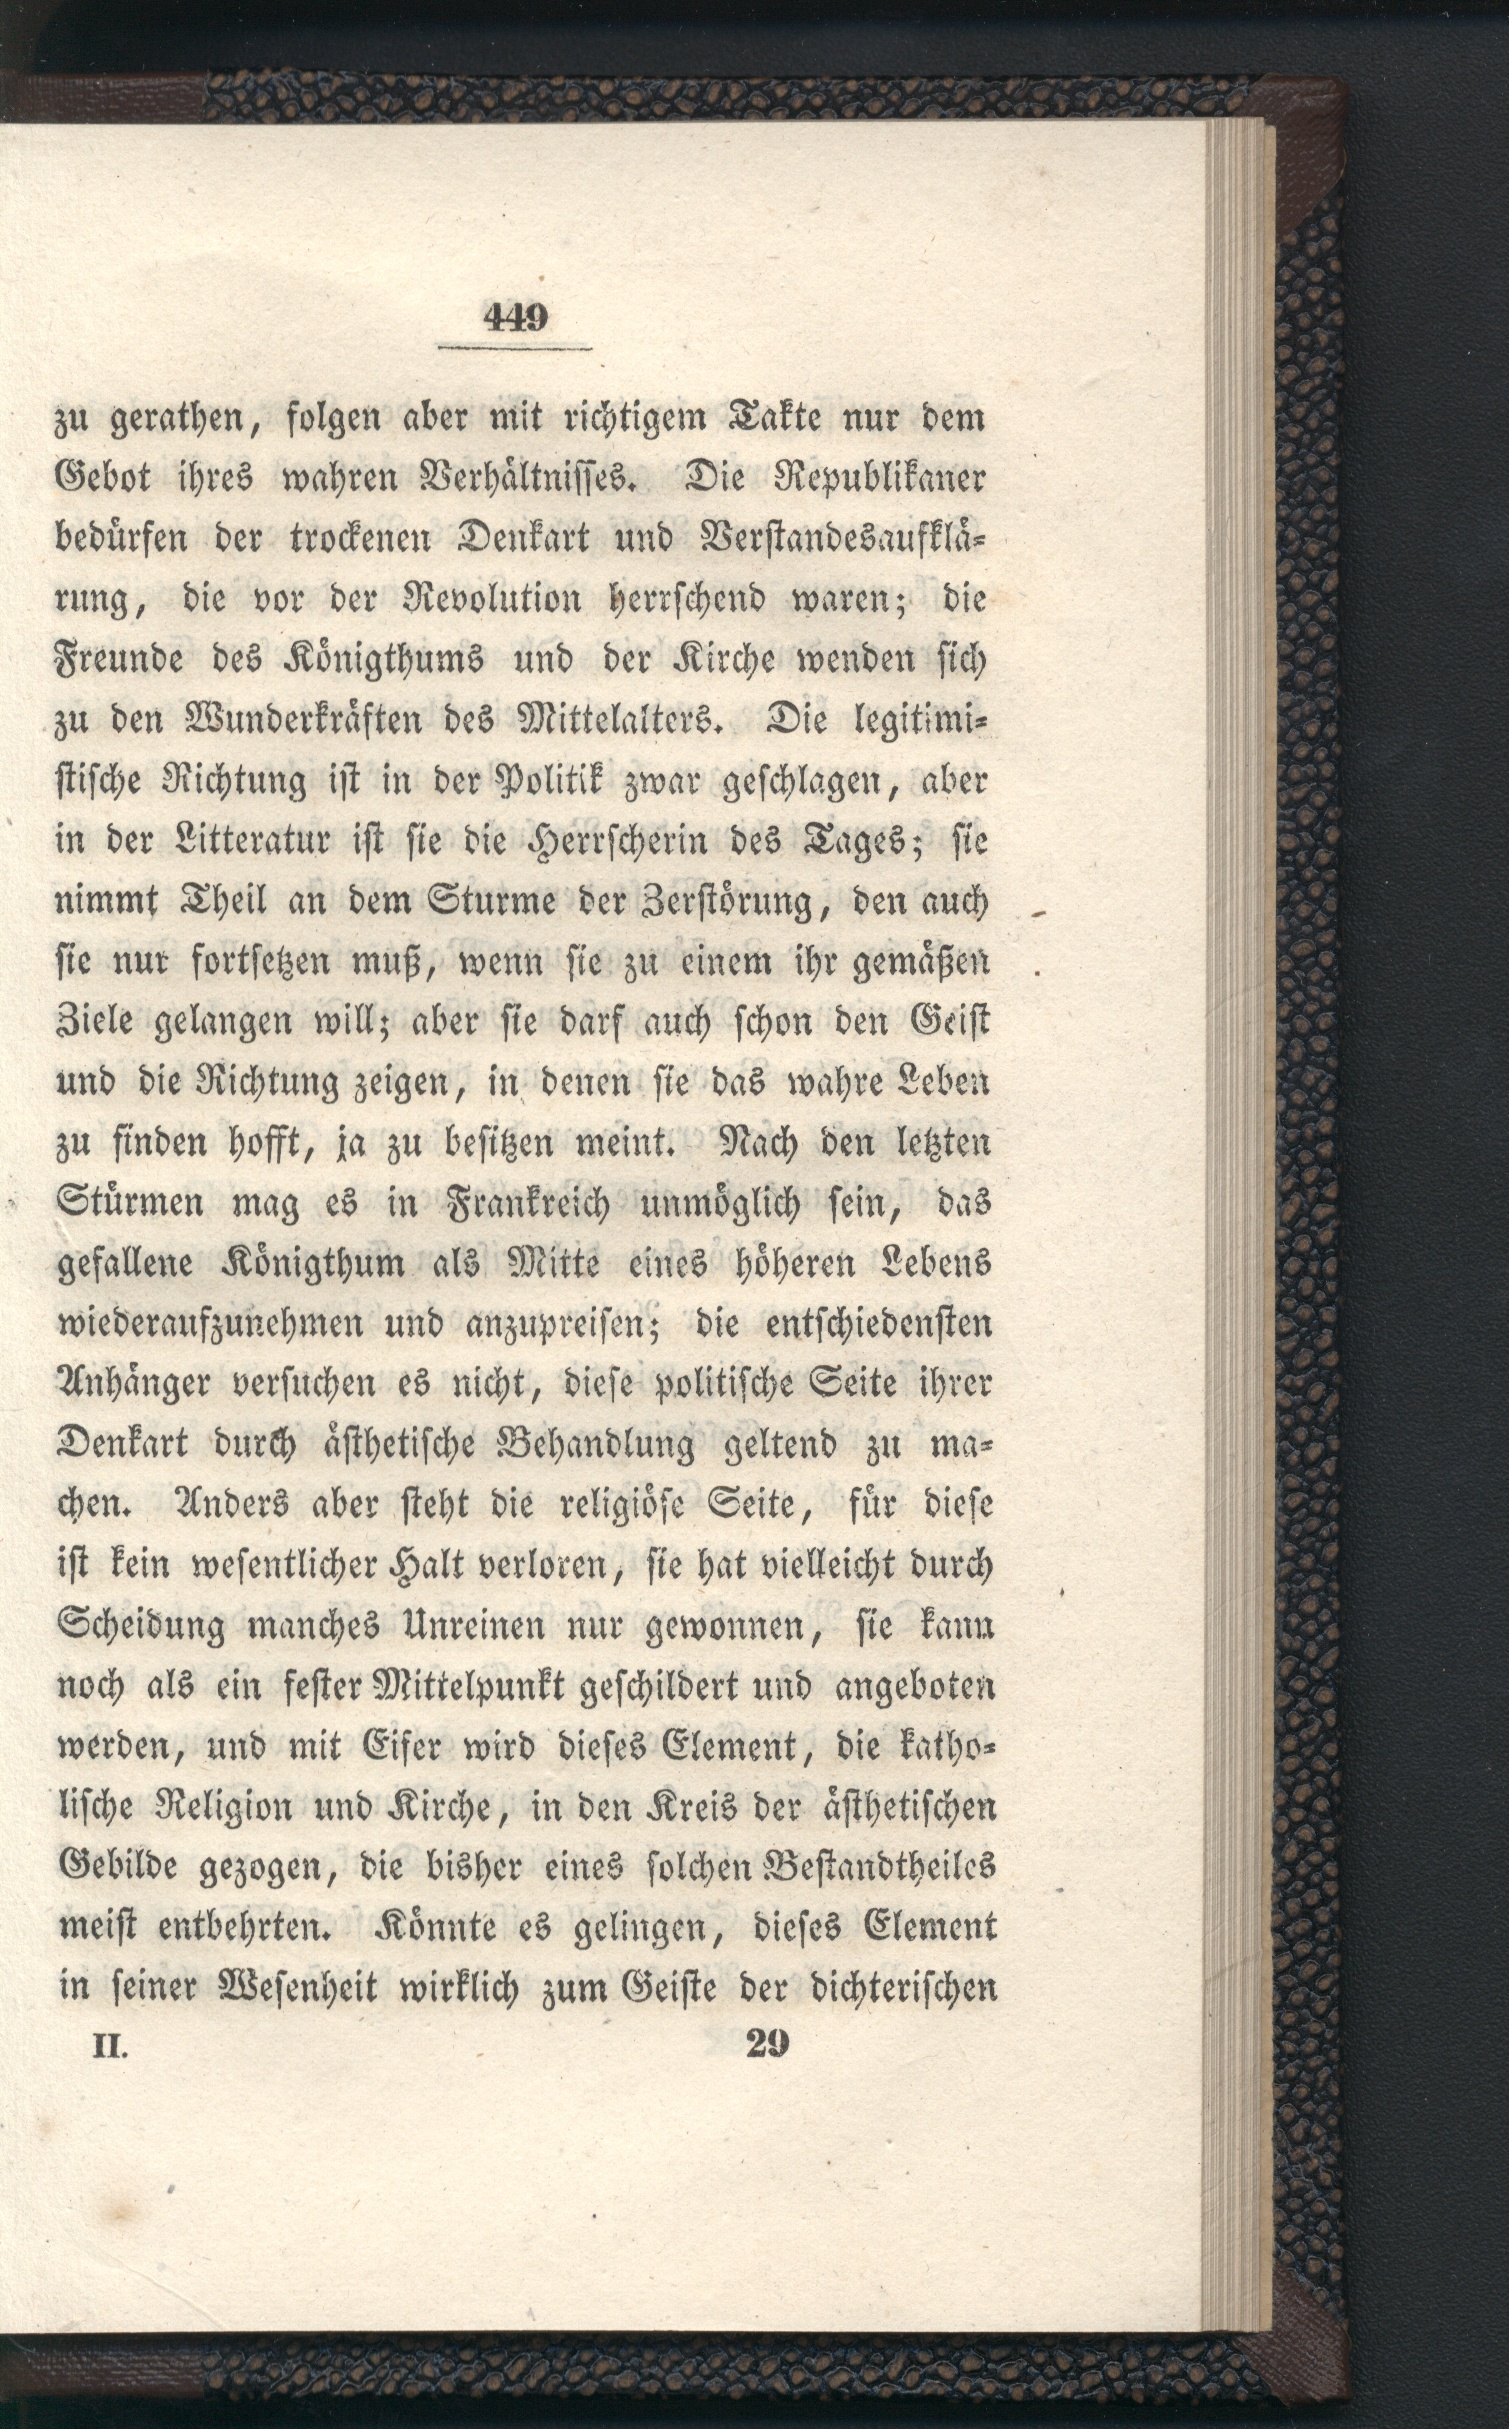 449
zu gerathen, folgen aber mit richtigem Takte nur dem
Gebot ihres wahren Verhältnisses. Die Republikaner
bedürfen der trockenen Denkart und Verstandesaufklä-
rung, die vor der Revolution herrschend waren; die
Freunde des Königthums und der Kirche wenden sich
zu den Wunderkräften des Mittelalters. Die legitimi-
stische Richtung ist in der Politik zwar geschlagen, aber
in der Litteratur ist sie die Herrscherin des Tages; sie
nimmt Theil an dem Sturme der Zerstörung, den auch
sie nur fortsetzen muß, wenn sie zu einem ihr gemäßen
Ziele gelangen will; aber sie darf auch schon den Geist
und die Richtung zeigen, in denen sie das wahre Leben
zu finden hofft, ja zu besitzen meint. Nach den letzten
Stürmen mag es in Frankreich unmöglich sein, das
gefallene Königthum als Mitte eines höheren Lebens
wiederaufzunehmen und anzupreisen; die entschiedensten
Anhänger versuchen es nicht, diese politische Seite ihrer
Denkart durch ästhetische Behandlung geltend zu ma-
chen. Anders aber steht die religiöse Seite, für diese
ist kein wesentlicher Halt verloren, sie hat vielleicht durch
Scheidung manches Unreinen nur gewonnen, sie kann
noch als ein fester Mittelpunkt geschildert und angeboten
werden, und mit Eifer wird dieses Element, die katho-
lische Religion und Kirche, in den Kreis der ästhetischen
Gebilde gezogen, die bisher eines solchen Bestandtheiles
meist entbehrten. Könnte es gelingen, dieses Element
in seiner Wesenheit wirklich zum Geiste der dichterischen
II. 29